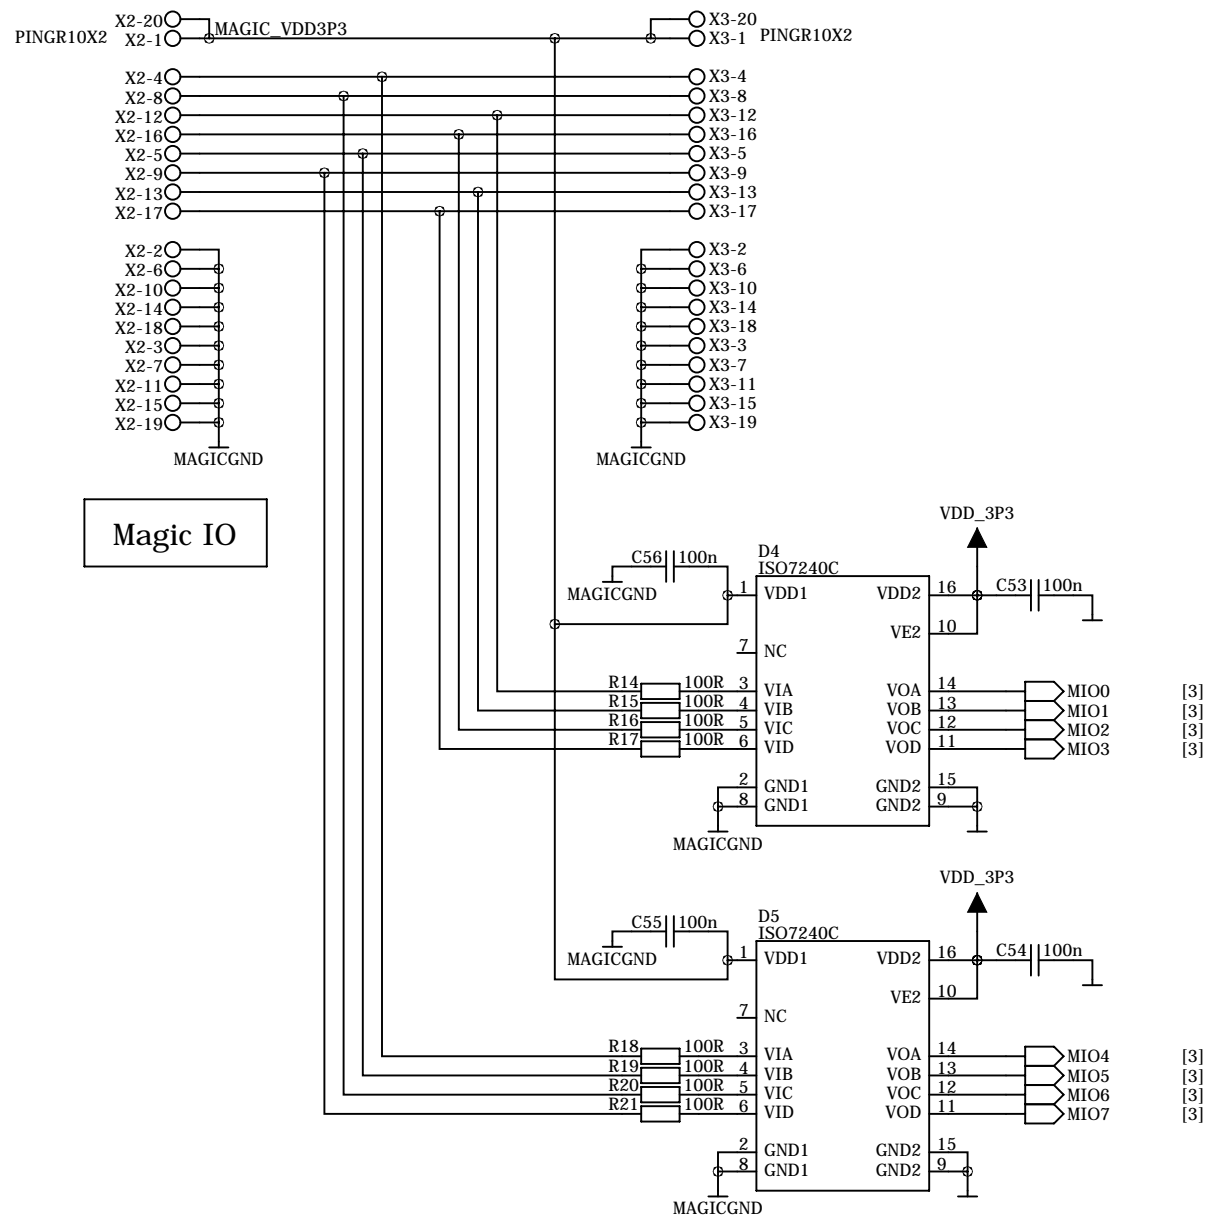 X2-20 X3-20
PINGR10X2 X2-1 MAGIC_VDD3P3 X3-1 PINGR10X2
X2-4 X3-4
X2-8 X3-8
X2-12 X3-12
X2-16 X3-16
X2-5 X3-5
X2-9 X3-9
X2-13 X3-13
X2-17 X3-17
X2-2 X3-2
X2-6 X3-6
X2-10 X3-10
X2-14 X3-14
X2-18 X3-18
X2-3 X3-3
X2-7 X3-7
X2-11 X3-11
X2-15 X3-15
X2-19 X3-19
MAGICGND MAGICGND
Magic IO
VDD_3P3
D4
C56 100n ISO7240C
MAGICGND 1 VDD1 VDD2 16 C53 100n
VE2 10
7 NC
R14 100R 3 VIA VOA 14 MIO0 [3]
R15 100R 4 VIB VOB 13 MIO1 [3]
R16 100R 5 VIC VOC 12 MIO2 [3]
R17 100R 6 VID VOD 11 MIO3 [3]
2 GND1 GND2 15
8 GND1 GND2 9
MAGICGND
VDD_3P3
D5
C55 100n ISO7240C
MAGICGND 1 VDD1 VDD2 16 C54 100n
VE2 10
7 NC
R18 100R 3 VIA VOA 14 MIO4 [3]
R19 100R 4 VIB VOB 13 MIO5 [3]
R20 100R 5 VIC VOC 12 MIO6 [3]
R21 100R 6 VID VOD 11 MIO7 [3]
2 GND1 GND2 15
8 GND1 GND2 9
MAGICGND